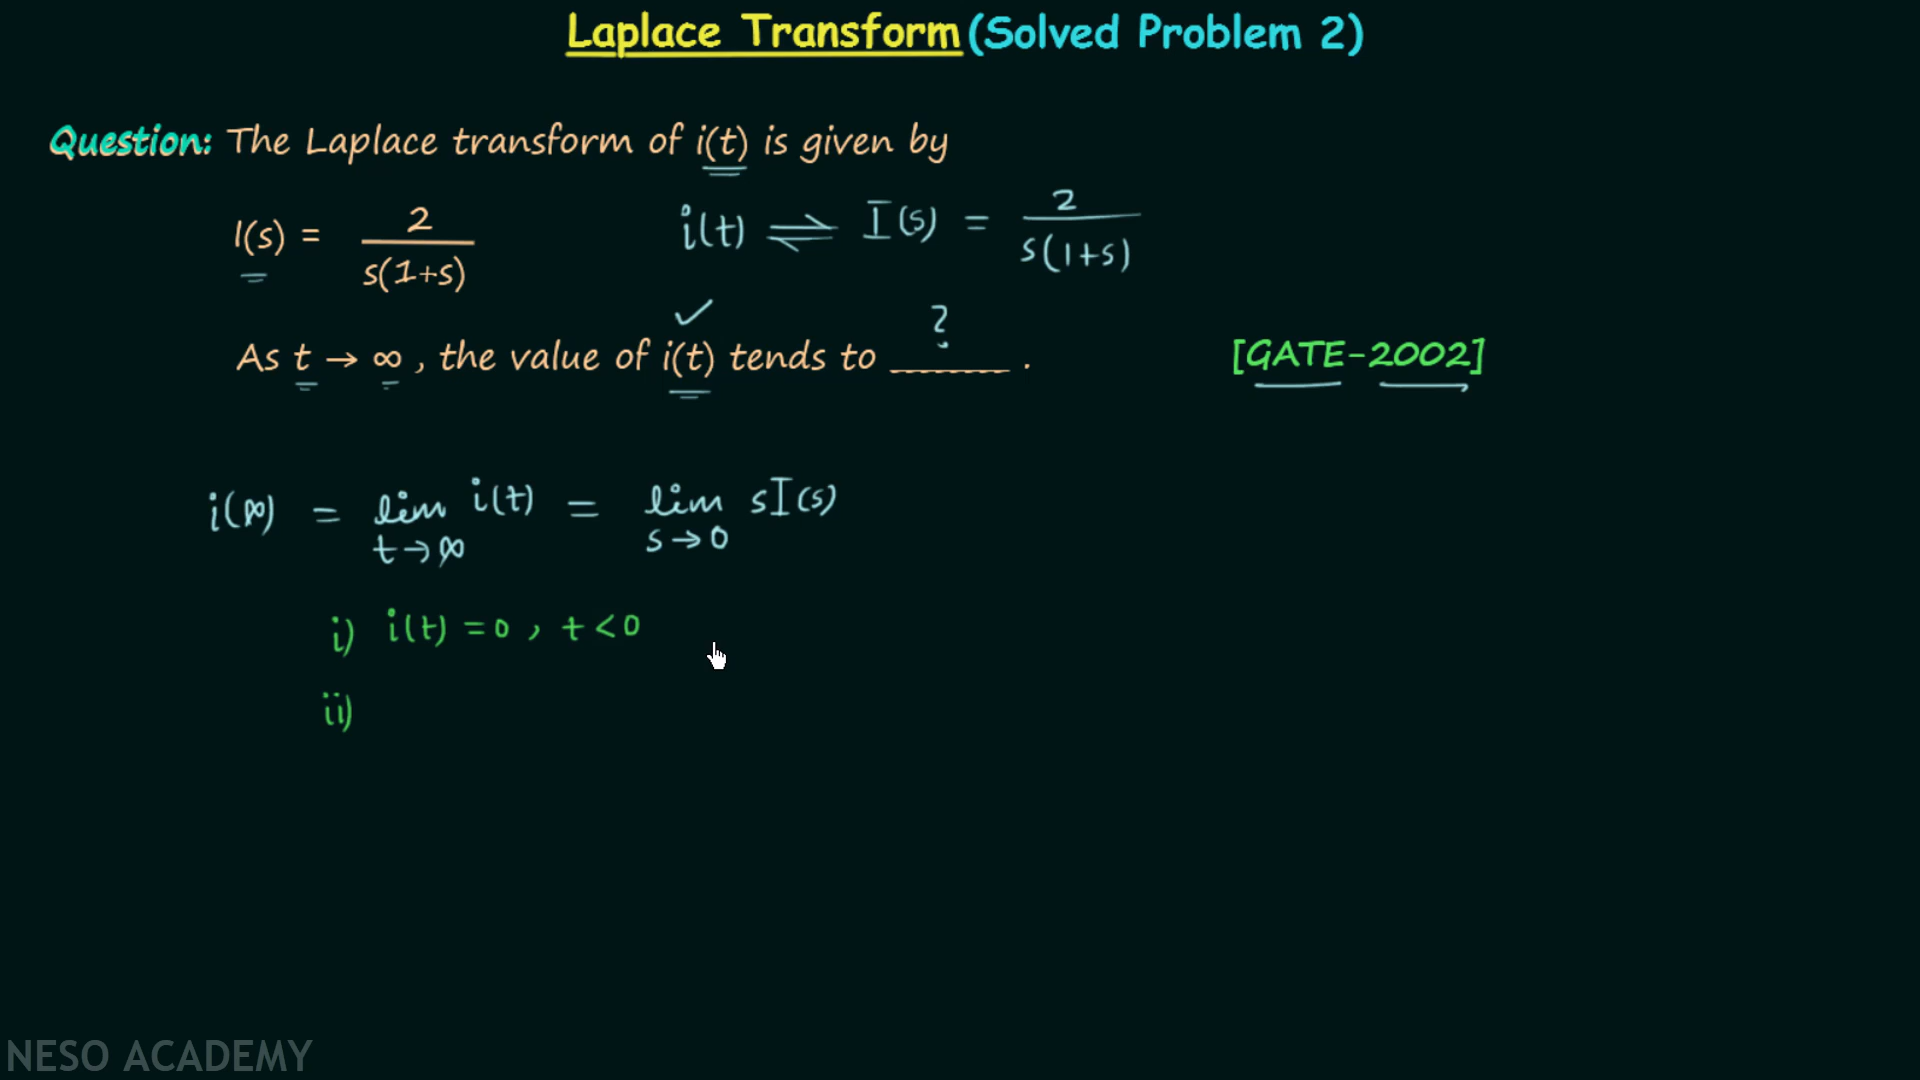 Laplace Transform (Solved Problem 2)
Question: The Laplace transform of i(t) is given by
I(s) = 2 / s(1+s)
i(t) ⇌ I(s) = 2 / s(1+s)
✓ ?
As t → ∞ , the value of i(t) tends to ______ .
[GATE-2002]
i(∞) = lim t→∞ i(t) = lim s→0 sI(s)
i) i(t) = 0 , t < 0
ii)
NESO ACADEMY